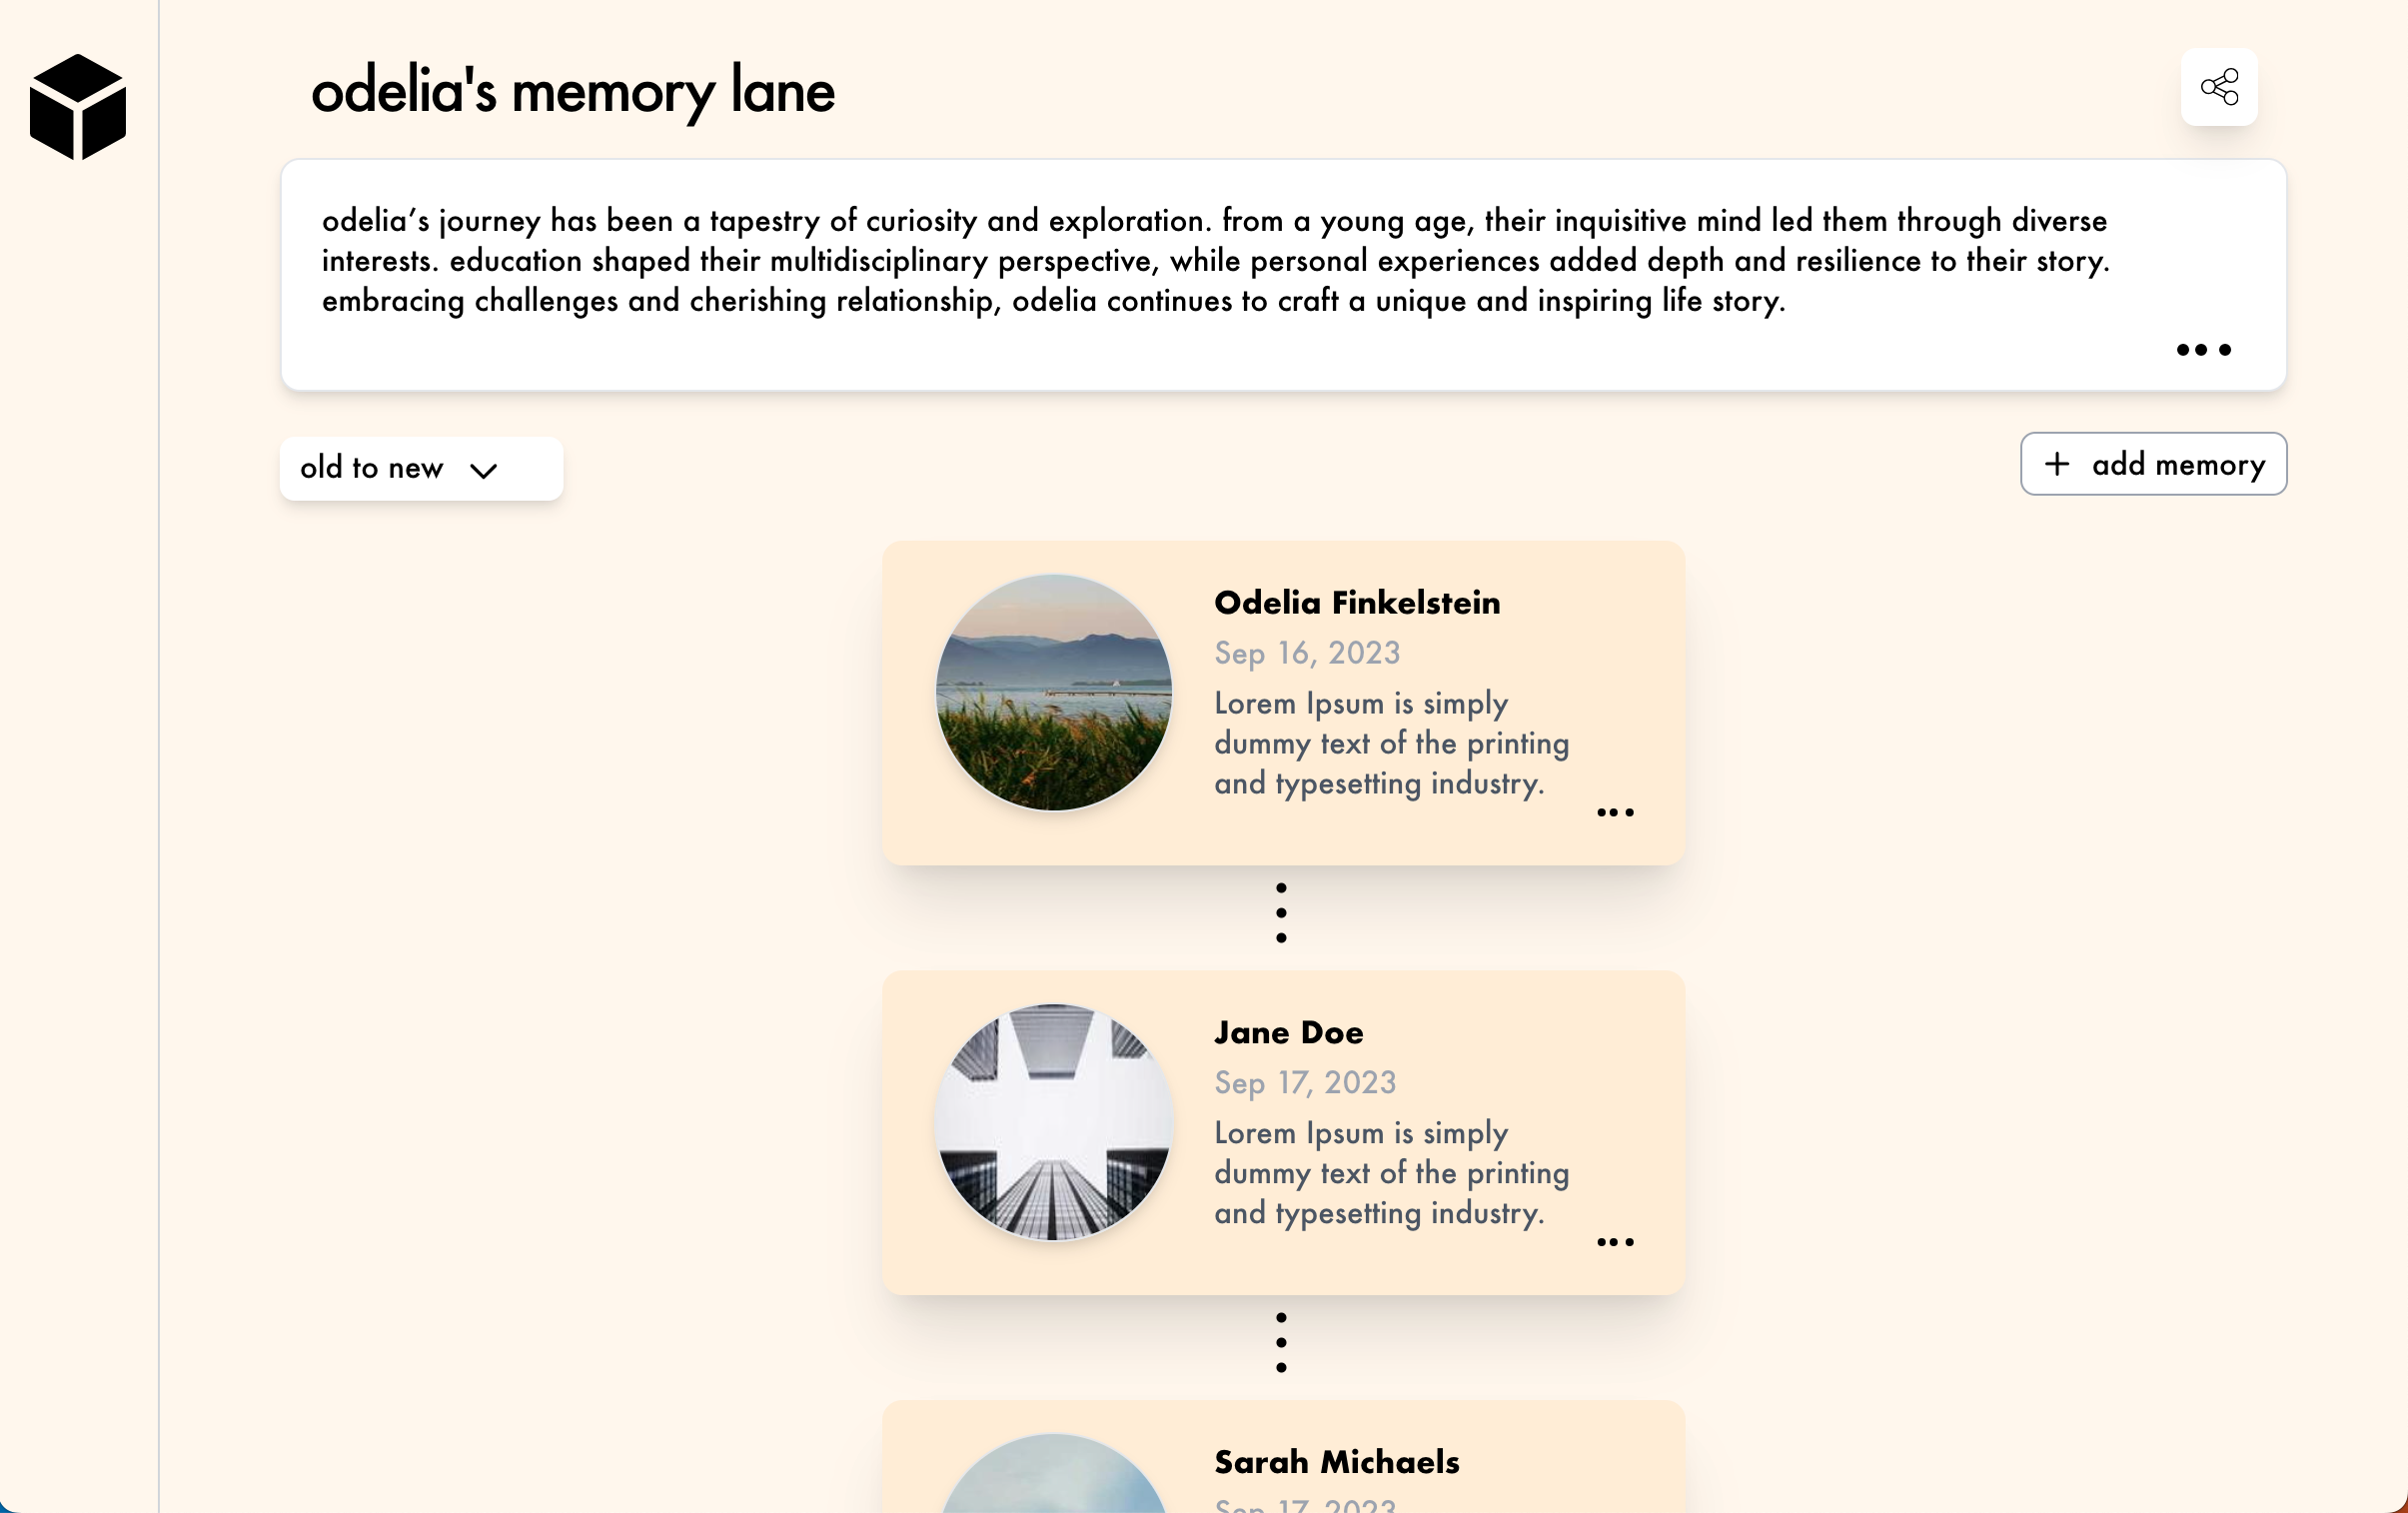 odelia's memory lane
odelia’s journey has been a tapestry of curiosity and exploration. from a young age, their inquisitive mind led them through diverse
interests. education shaped their multidisciplinary perspective, while personal experiences added depth and resilience to their story.
embracing challenges and cherishing relationship, odelia continues to craft a unique and inspiring life story.
old to new
+ add memory
Odelia Finkelstein
Sep 16, 2023
Lorem Ipsum is simply
dummy text of the printing
and typesetting industry.
Jane Doe
Sep 17, 2023
Lorem Ipsum is simply
dummy text of the printing
and typesetting industry.
Sarah Michaels
Sep 17, 2023